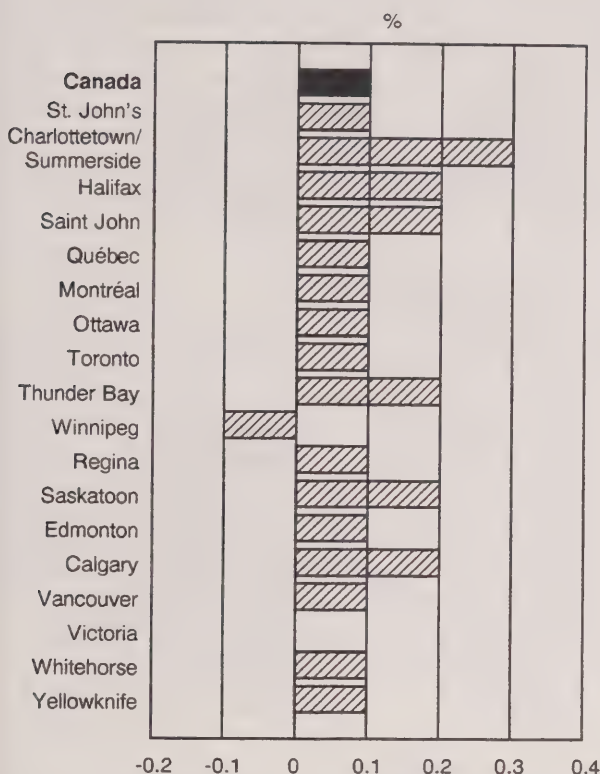 %
Canada
St. John's
Charlottetown/
Summerside
Halifax
Saint John
Québec
Montréal
Ottawa
Toronto
Thunder Bay
Winnipeg
Regina
Saskatoon
Edmonton
Calgary
Vancouver
Victoria
Whitehorse
Yellowknife
-0.2 -0.1 0 0.1 0.2 0.3 0.4